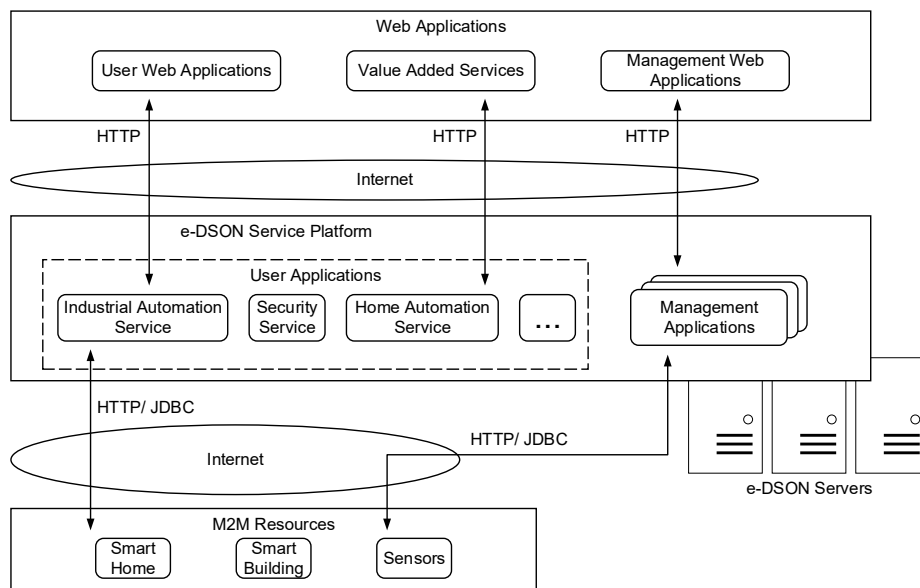 Web Applications
User Web Applications
Value Added Services
Management Web
Applications
HTTP
HTTP
HTTP
Internet
e-DSON Service Platform
User Applications
Industrial Automation
Service
Security
Service
Home Automation
Service
...
Management
Applications
HTTP/ JDBC
HTTP/ JDBC
Internet
e-DSON Servers
M2M Resources
Smart
Home
Smart
Building
Sensors